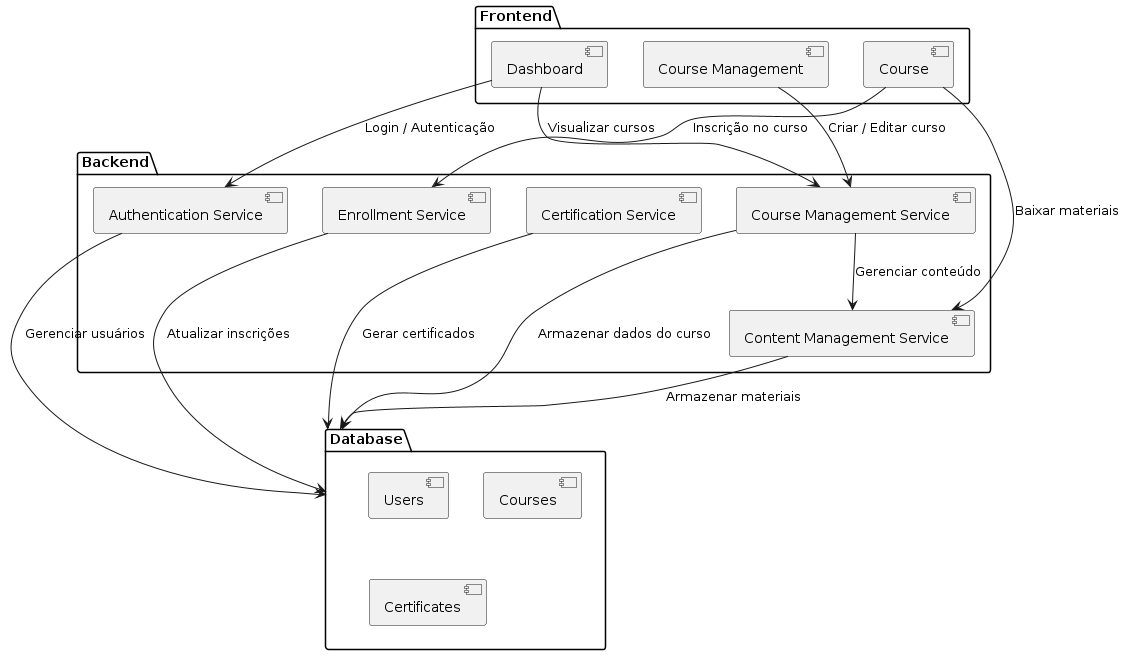 Frontend
Dashboard
Course Management
Course
Login / Autenticação
Visualizar cursos
Inscrição no curso
Criar / Editar curso
Backend
Authentication Service
Enrollment Service
Certification Service
Course Management Service
Baixar materiais
Gerenciar conteúdo
Gerenciar usuários
Atualizar inscrições
Gerar certificados
Armazenar dados do curso
Content Management Service
Armazenar materiais
Database
Users
Courses
Certificates